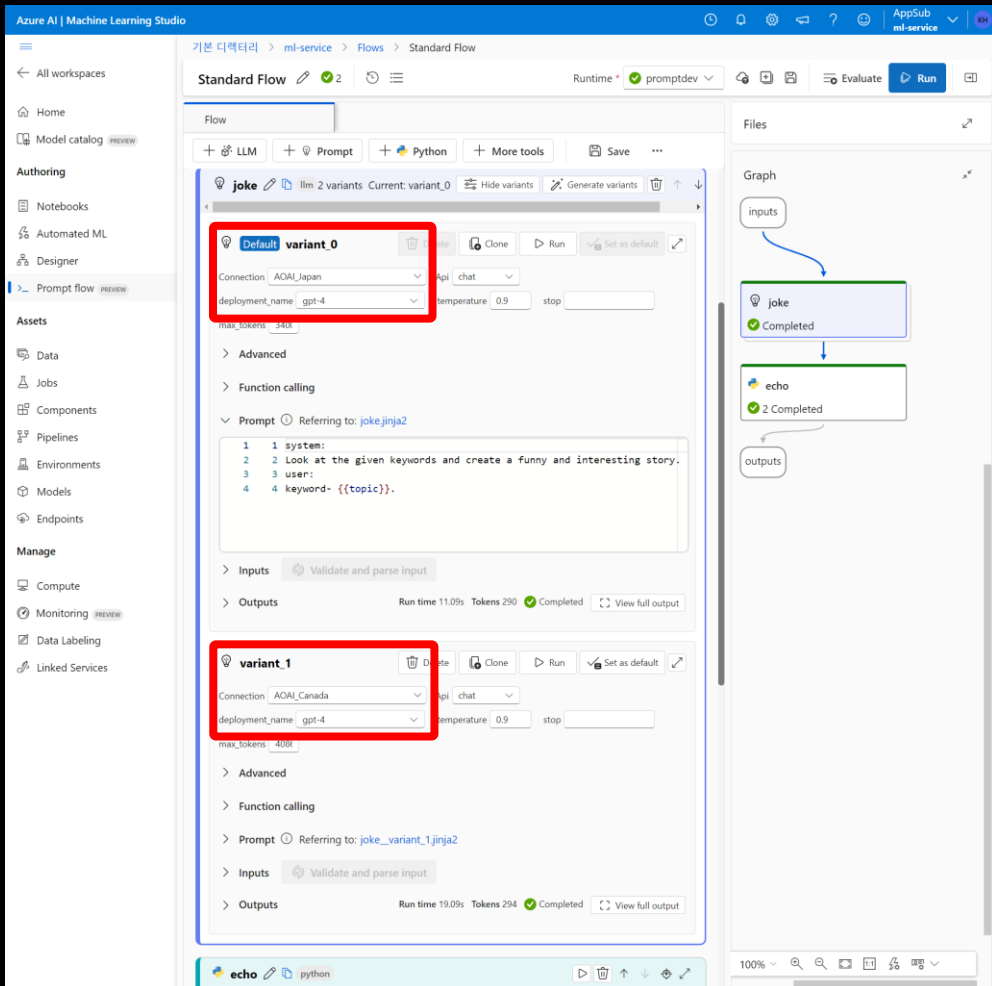 Azure AI | Machine Learning Studio
AppSub
ml-service
KH
All workspaces
Home
Model catalog PREVIEW
Authoring
Notebooks
Automated ML
Designer
Prompt flow PREVIEW
Assets
Data
Jobs
Components
Pipelines
Environments
Models
Endpoints
Manage
Compute
Monitoring PREVIEW
Data Labeling
Linked Services
기본 디렉터리 > ml-service > Flows > Standard Flow
Standard Flow 2
Runtime * promptdev
Evaluate
Run
Flow
+ LLM + Prompt + Python + More tools Save ...
joke llm 2 variants Current: variant_0 Hide variants Generate variants
Default variant_0 Clone Run Set as default
Connection AOAI_Japan Api chat
deployment_name gpt-4 temperature 0.9 stop
max_tokens
Advanced
Function calling
Prompt Referring to: joke.jinja2
1 1 system:
2 2 Look at the given keywords and create a funny and interesting story.
3 3 user:
4 4 keyword- {{topic}}.
Inputs Validate and parse input
Outputs Run time 11.09s Tokens 290 Completed View full output
variant_1 Delete Clone Run Set as default
Connection AOAI_Canada Api chat
deployment_name gpt-4 temperature 0.9 stop
max_tokens
Advanced
Function calling
Prompt Referring to: joke__variant_1.jinja2
Inputs Validate and parse input
Outputs Run time 19.09s Tokens 294 Completed View full output
echo python
Files
Graph
inputs
joke
Completed
echo
2 Completed
outputs
100%
1:1